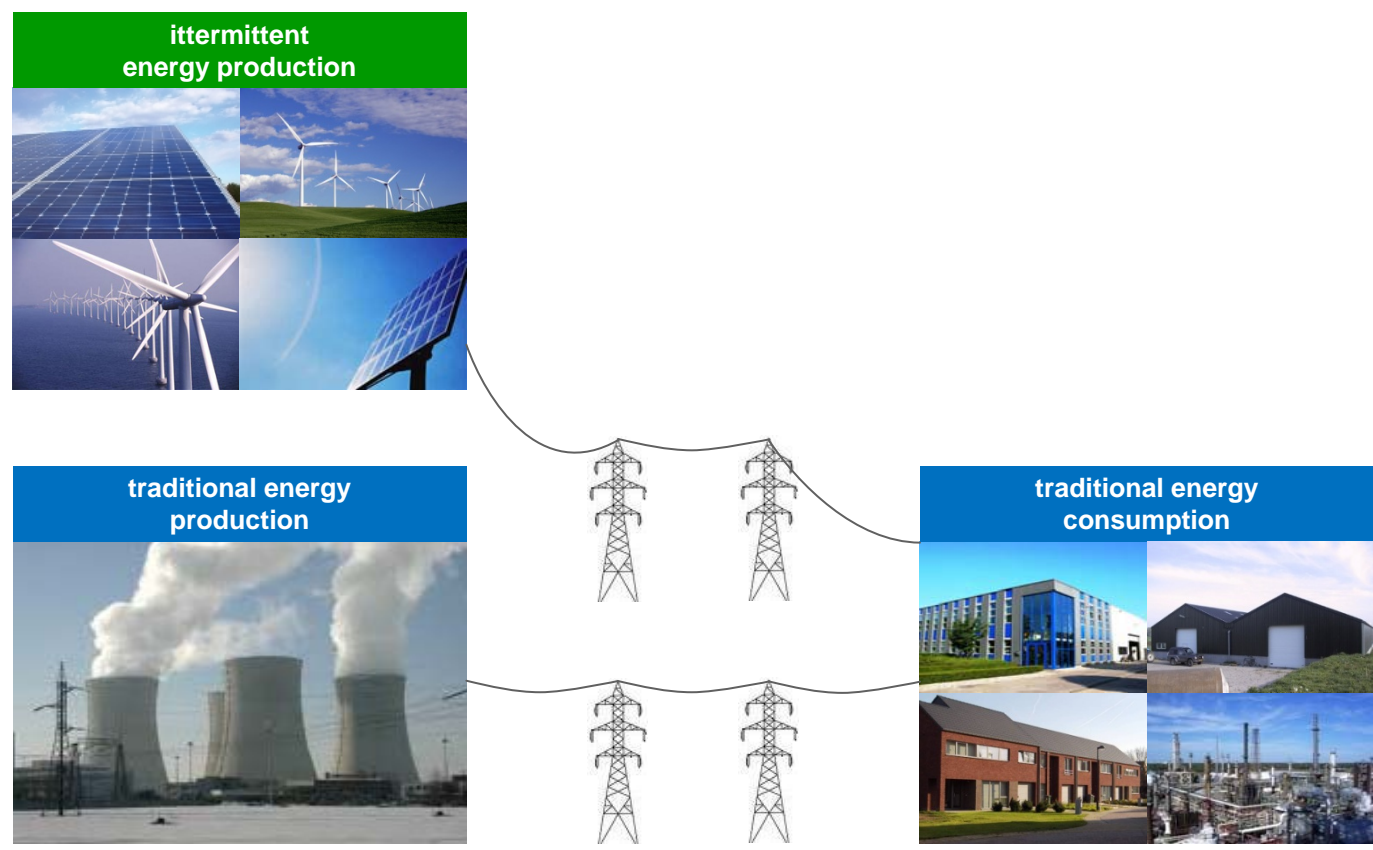 ittermittent
energy production
traditional energy
production
traditional energy
consumption